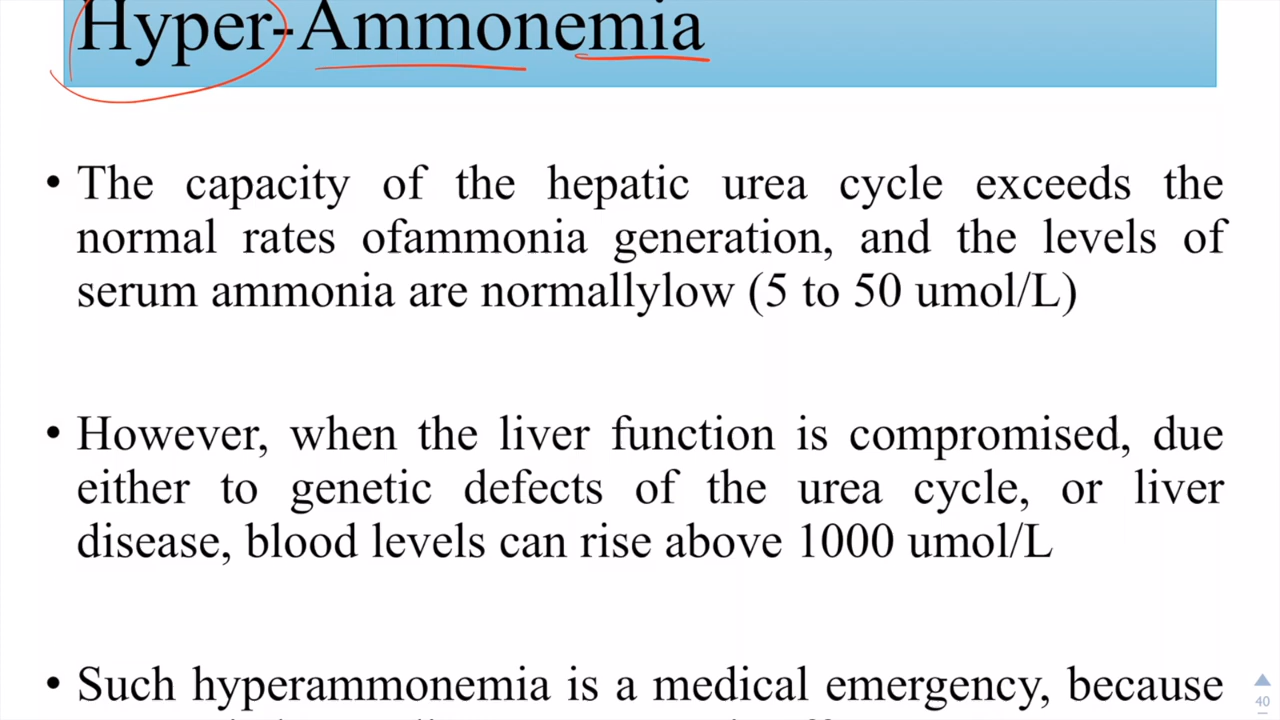 Hyper-Ammonemia
• The capacity of the hepatic urea cycle exceeds the
normal rates ofammonia generation, and the levels of
serum ammonia are normallylow (5 to 50 umol/L)
• However, when the liver function is compromised, due
either to genetic defects of the urea cycle, or liver
disease, blood levels can rise above 1000 umol/L
• Such hyperammonemia is a medical emergency, because
40